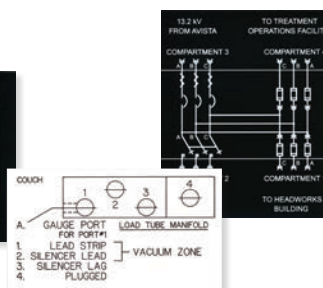 13.2 kV
FROM AVISTA
TO TREATMENT
OPERATIONS FACILIT
COMPARTMENT 3
COMPARTMENT
A B C
A B C
A B C
C B A
2
COMPARTMENT
TO HEADWORKS
BUILDING
COUCH
1
2
3
4
A. GAUGE PORT
FOR PORT#1
LOAD TUBE MANIFOLD
1. LEAD STRIP
2. SILENCER LEAD
VACUUM ZONE
3. SILENCER LAG
4. PLUGGED